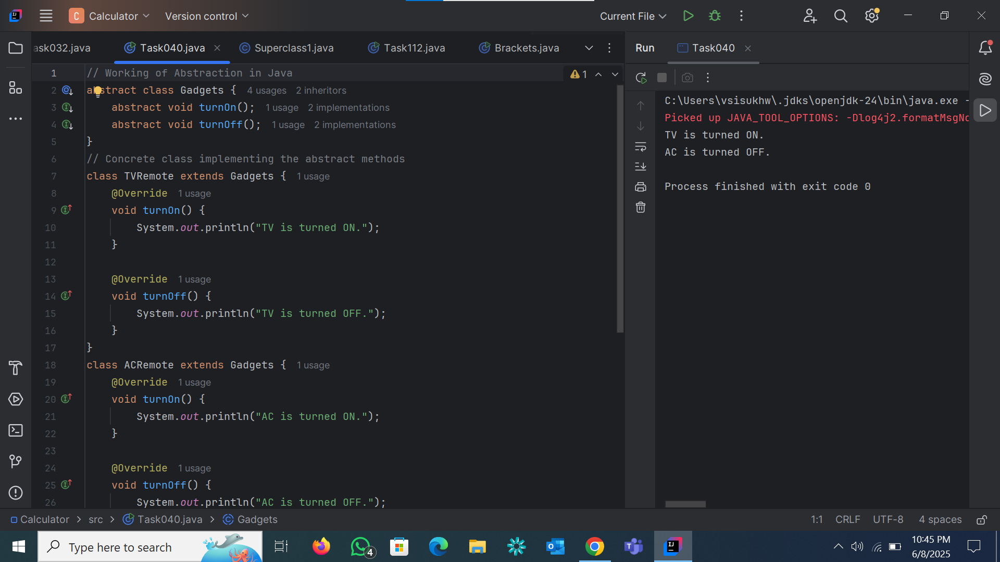 C Calculator Version control Current File
ask032.java Task040.java Superclass1.java Task112.java Brackets.java
1 // Working of Abstraction in Java 1
2 abstract class Gadgets { 4 usages 2 inheritors
3 abstract void turnOn(); 1 usage 2 implementations
4 abstract void turnOff(); 1 usage 2 implementations
5 }
6 // Concrete class implementing the abstract methods
7 class TVRemote extends Gadgets { 1 usage
8 @Override 1 usage
9 void turnOn() {
10 System.out.println("TV is turned ON.");
11 }
12
13 @Override 1 usage
14 void turnOff() {
15 System.out.println("TV is turned OFF.");
16 }
17 }
18 class ACRemote extends Gadgets { 1 usage
19 @Override 1 usage
20 void turnOn() {
21 System.out.println("AC is turned ON.");
22 }
23
24 @Override 1 usage
25 void turnOff() {
26 System.out.println("AC is turned OFF.");
Run Task040
C:\Users\vsisukhw\.jdks\openjdk-24\bin\java.exe -
Picked up JAVA_TOOL_OPTIONS: -Dlog4j2.formatMsgNo
TV is turned ON.
AC is turned OFF.
Process finished with exit code 0
Calculator > src > Task040.java > Gadgets 1:1 CRLF UTF-8 4 spaces
Type here to search 4 10:45 PM
6/8/2025